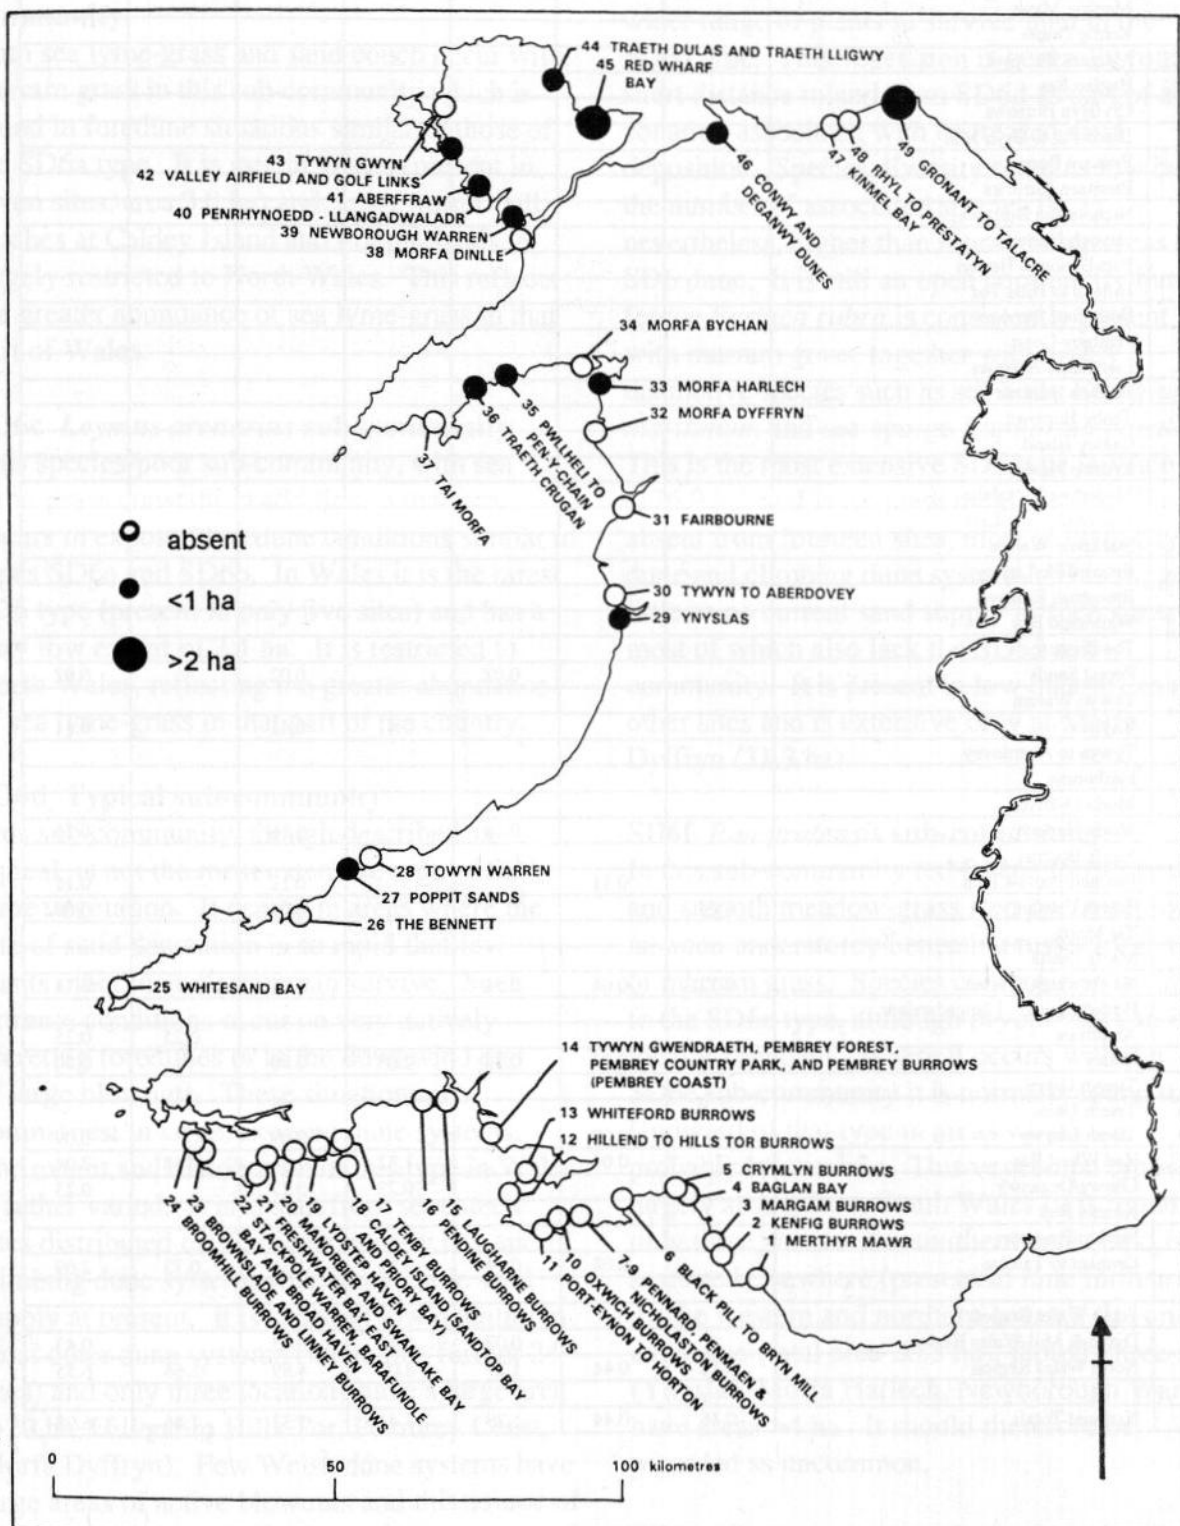 44 TRAETH DULAS AND TRAETH LLIGWY
45 RED WHARF
BAY
43 TYWYN GWYN
42 VALLEY AIRFIELD AND GOLF LINKS
41 ABERFFRAW
40 PENRHYNOEDD - LLANGADWALADR
39 NEWBOROUGH WARREN
38 MORFA DINLLE
46 CONWY AND
DEGANWY DUNES
47 KINMEL BAY
48 RHYL TO PRESTATYN
49 GRONANT TO TALACRE
34 MORFA BYCHAN
33 MORFA HARLECH
32 MORFA DYFFRYN
35 PWLLHELI TO
PEN-Y-CHAIN
36 TRAETH CRUGAN
37 TAI MORFA
31 FAIRBOURNE
30 TYWYN TO ABERDOVEY
29 YNYSLAS
absent
<1 ha
>2 ha
28 TOWYN WARREN
27 POPPIT SANDS
26 THE BENNETT
25 WHITESAND BAY
14 TYWYN GWENDRAETH, PEMBREY FOREST,
PEMBREY COUNTRY PARK, AND PEMBREY BURROWS
(PEMBREY COAST)
13 WHITEFORD BURROWS
12 HILLEND TO HILLS TOR BURROWS
5 CRYMLYN BURROWS
4 BAGLAN BAY
3 MARGAM BURROWS
2 KENFIG BURROWS
1 MERTHYR MAWR
24 BROOMHILL BURROWS
23 BROWNSLADE AND LINNEY BURROWS
22 STACKPOLE WARREN, BARAFUNDLE
BAY AND BROAD HAVEN
21 FRESHWATER BAY EAST
20 MANORBIER AND SWANLAKE BAY
19 LYDSTEP HAVEN
18 CALDEY ISLAND (SANDTOP BAY
AND PRIORY BAY)
17 TENBY BURROWS
16 PENDINE BURROWS
15 LAUGHARNE BURROWS
11 PORT-EYNON TO HORTON
10 OXWICH BURROWS
7-9 PENNARD, PENMAEN &
NICHOLASTON BURROWS
6 BLACK PILL TO BRYN MILL
0
50
100 kilometres